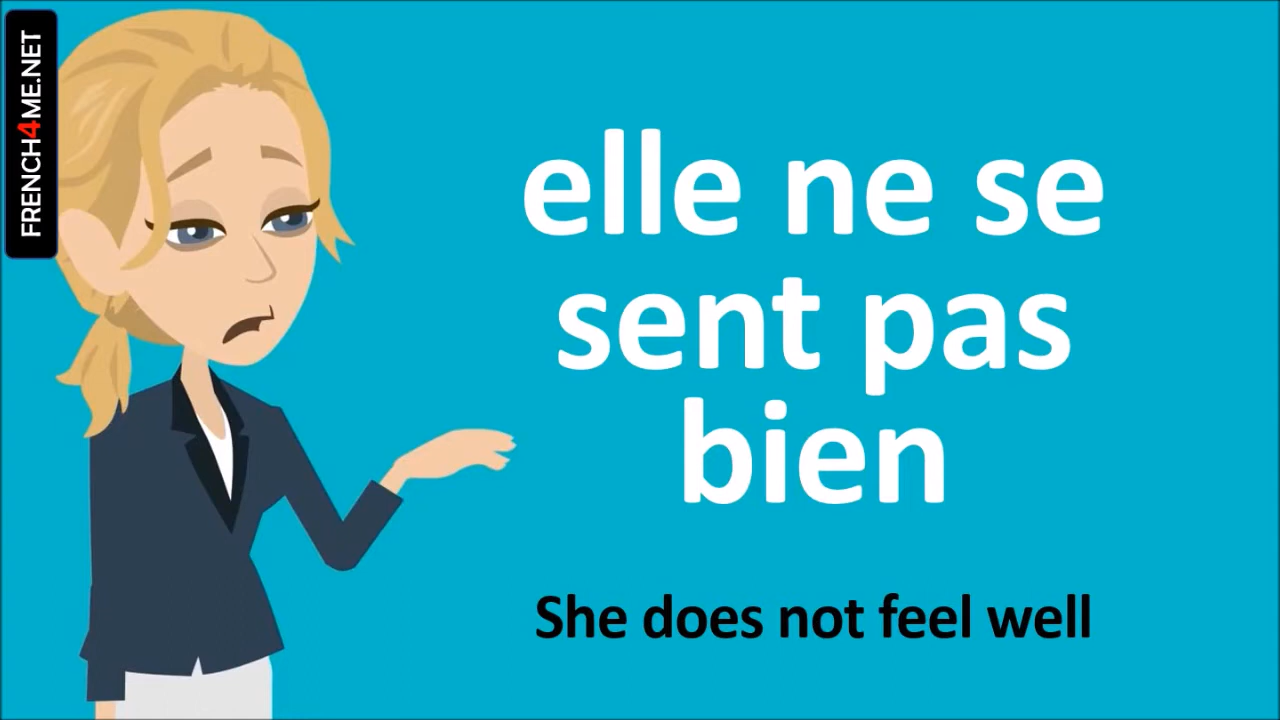 FRENCH4ME.NET
elle ne se
sent pas
bien
She does not feel well